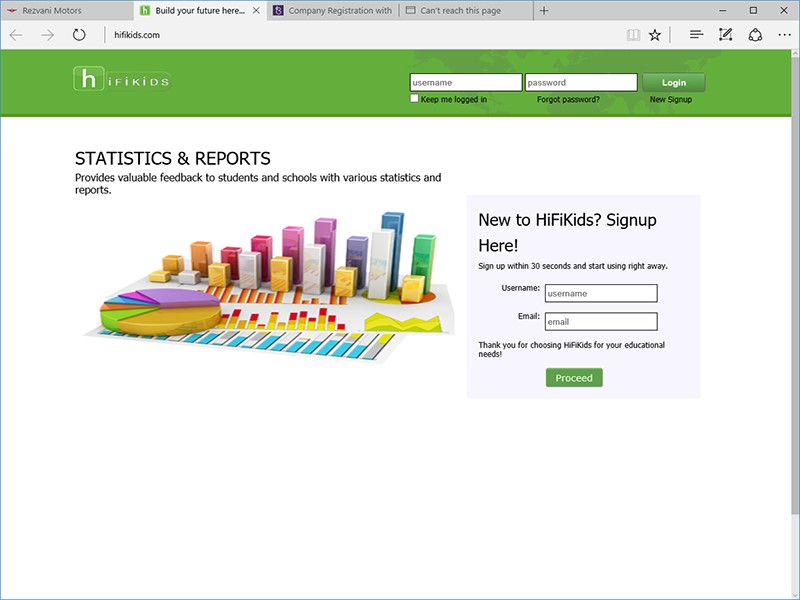 Rezvani Motors
Build your future here...
Company Registration with
Can't reach this page
hifikids.com
h iFiKiDS
username
password
Login
Keep me logged in
Forgot password?
New Signup
STATISTICS & REPORTS
Provides valuable feedback to students and schools with various statistics and
reports.
New to HiFiKids? Signup
Here!
Sign up within 30 seconds and start using right away.
Username:
username
Email:
email
Thank you for choosing HiFiKids for your educational
needs!
Proceed